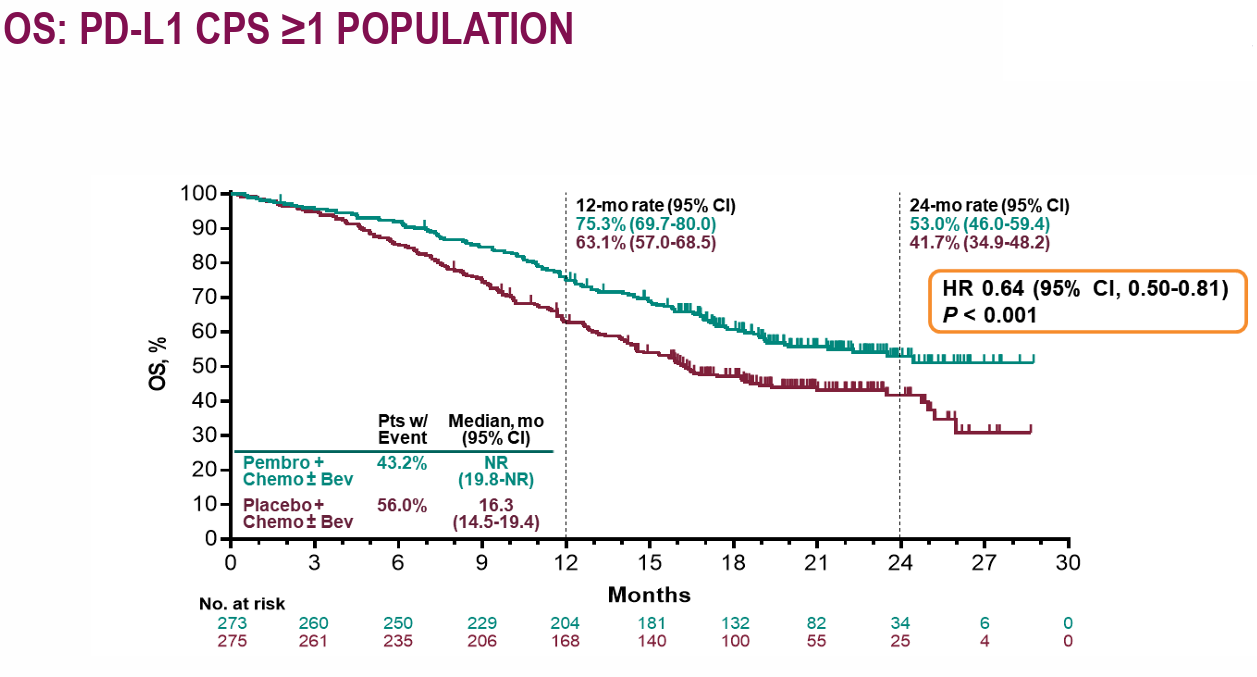 OS: PD-L1 CPS ≥1 POPULATION
100
90
80
70
60
50
40
30
20
10
0
OS, %
12-mo rate (95% CI)
75.3% (69.7-80.0)
63.1% (57.0-68.5)
24-mo rate (95% CI)
53.0% (46.0-59.4)
41.7% (34.9-48.2)
HR 0.64 (95% CI, 0.50-0.81)
P < 0.001
Pts w/ Event
Median, mo (95% CI)
Pembro + Chemo ± Bev
43.2%
NR (19.8-NR)
Placebo + Chemo ± Bev
56.0%
16.3 (14.5-19.4)
0 3 6 9 12 15 18 21 24 27 30
Months
No. at risk
273 260 250 229 204 181 132 82 34 6 0
275 261 235 206 168 140 100 55 25 4 0